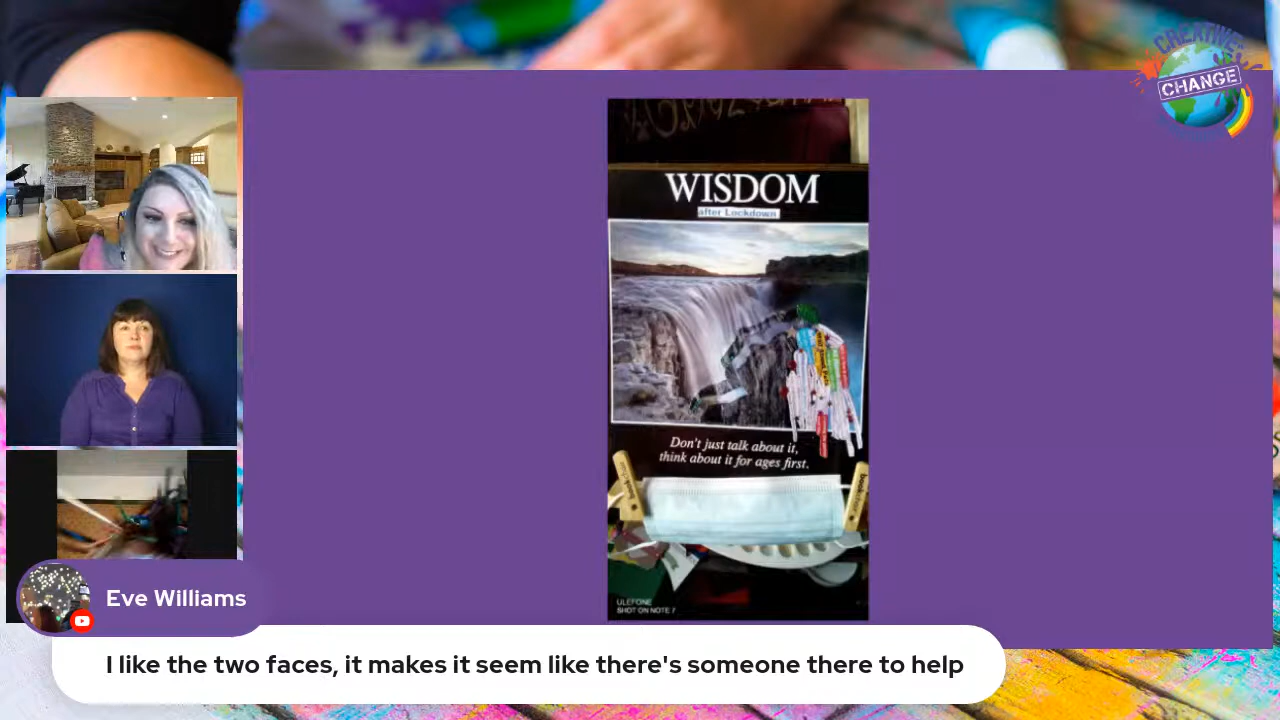 CREATIVE
CHANGE
WISDOM
after Lockdown
Don't just talk about it,
think about it for ages first.
ULEFONE
SHOT ON NOTE 7
Eve Williams
I like the two faces, it makes it seem like there's someone there to help